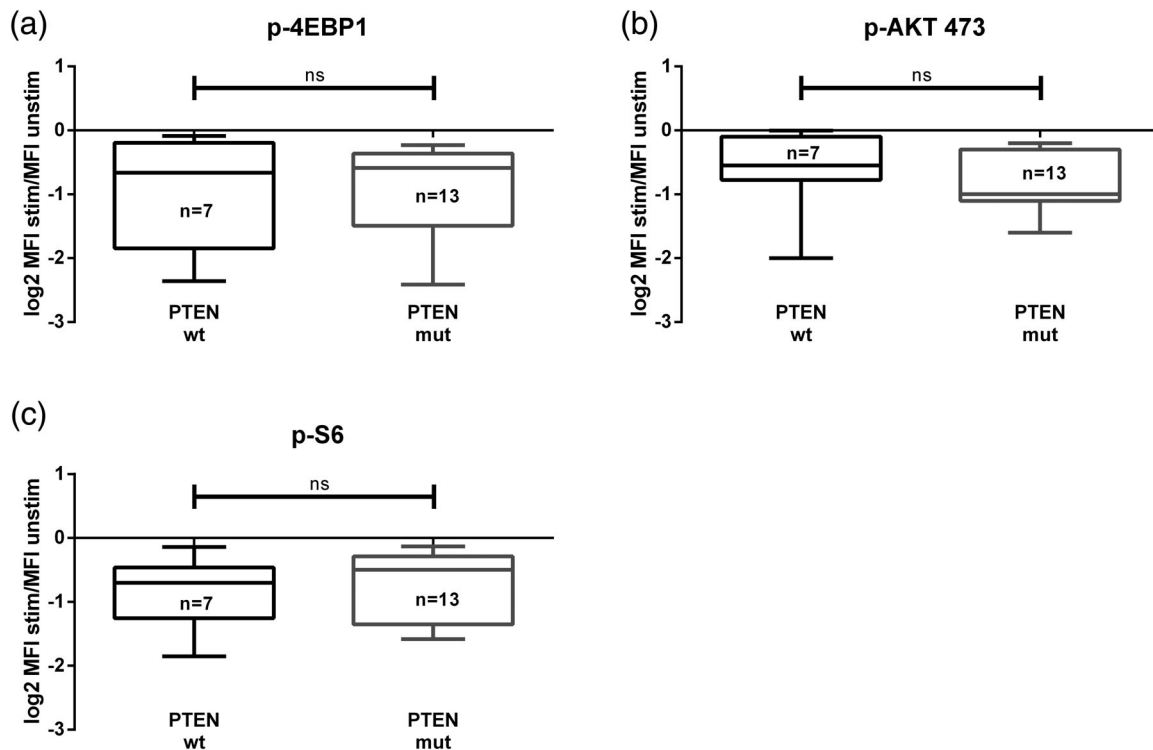 (a)
p-4EBP1
log2 MFI stim/MFI unstim
1
0
-1
-2
-3
ns
n=7
n=13
PTEN
wt
PTEN
mut
(b)
p-AKT 473
log2 MFI stim/MFI unstim
1
0
-1
-2
-3
ns
n=7
n=13
PTEN
wt
PTEN
mut
(c)
p-S6
log2 MFI stim/MFI unstim
1
0
-1
-2
-3
ns
n=7
n=13
PTEN
wt
PTEN
mut